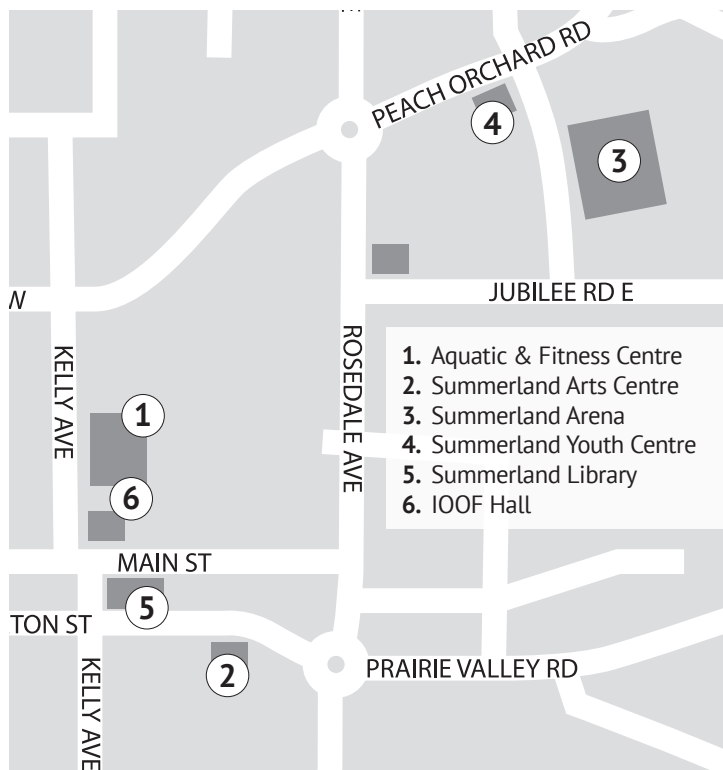 PEACH ORCHARD RD
4
3
W
JUBILEE RD E
KELLY AVE
ROSEDALE AVE
1. Aquatic & Fitness Centre
2. Summerland Arts Centre
3. Summerland Arena
4. Summerland Youth Centre
5. Summerland Library
6. IOOF Hall
1
6
MAIN ST
5
TON ST
2
PRAIRIE VALLEY RD
KELLY AVE